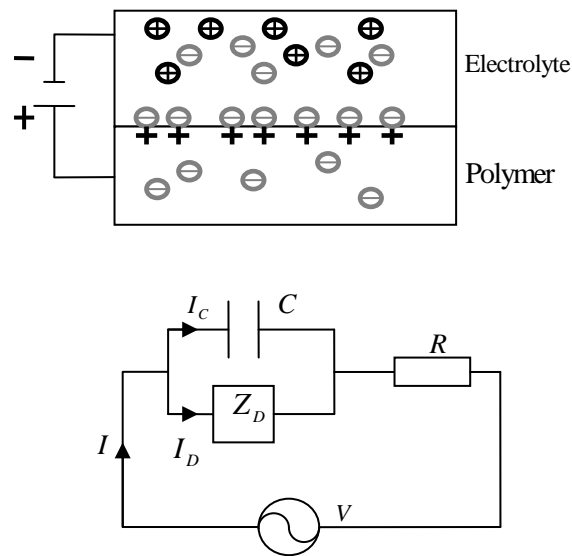 −
Electrolyte
+
+ + + + + + +
Polymer
I_C
C
R
Z_D
I
I_D
V